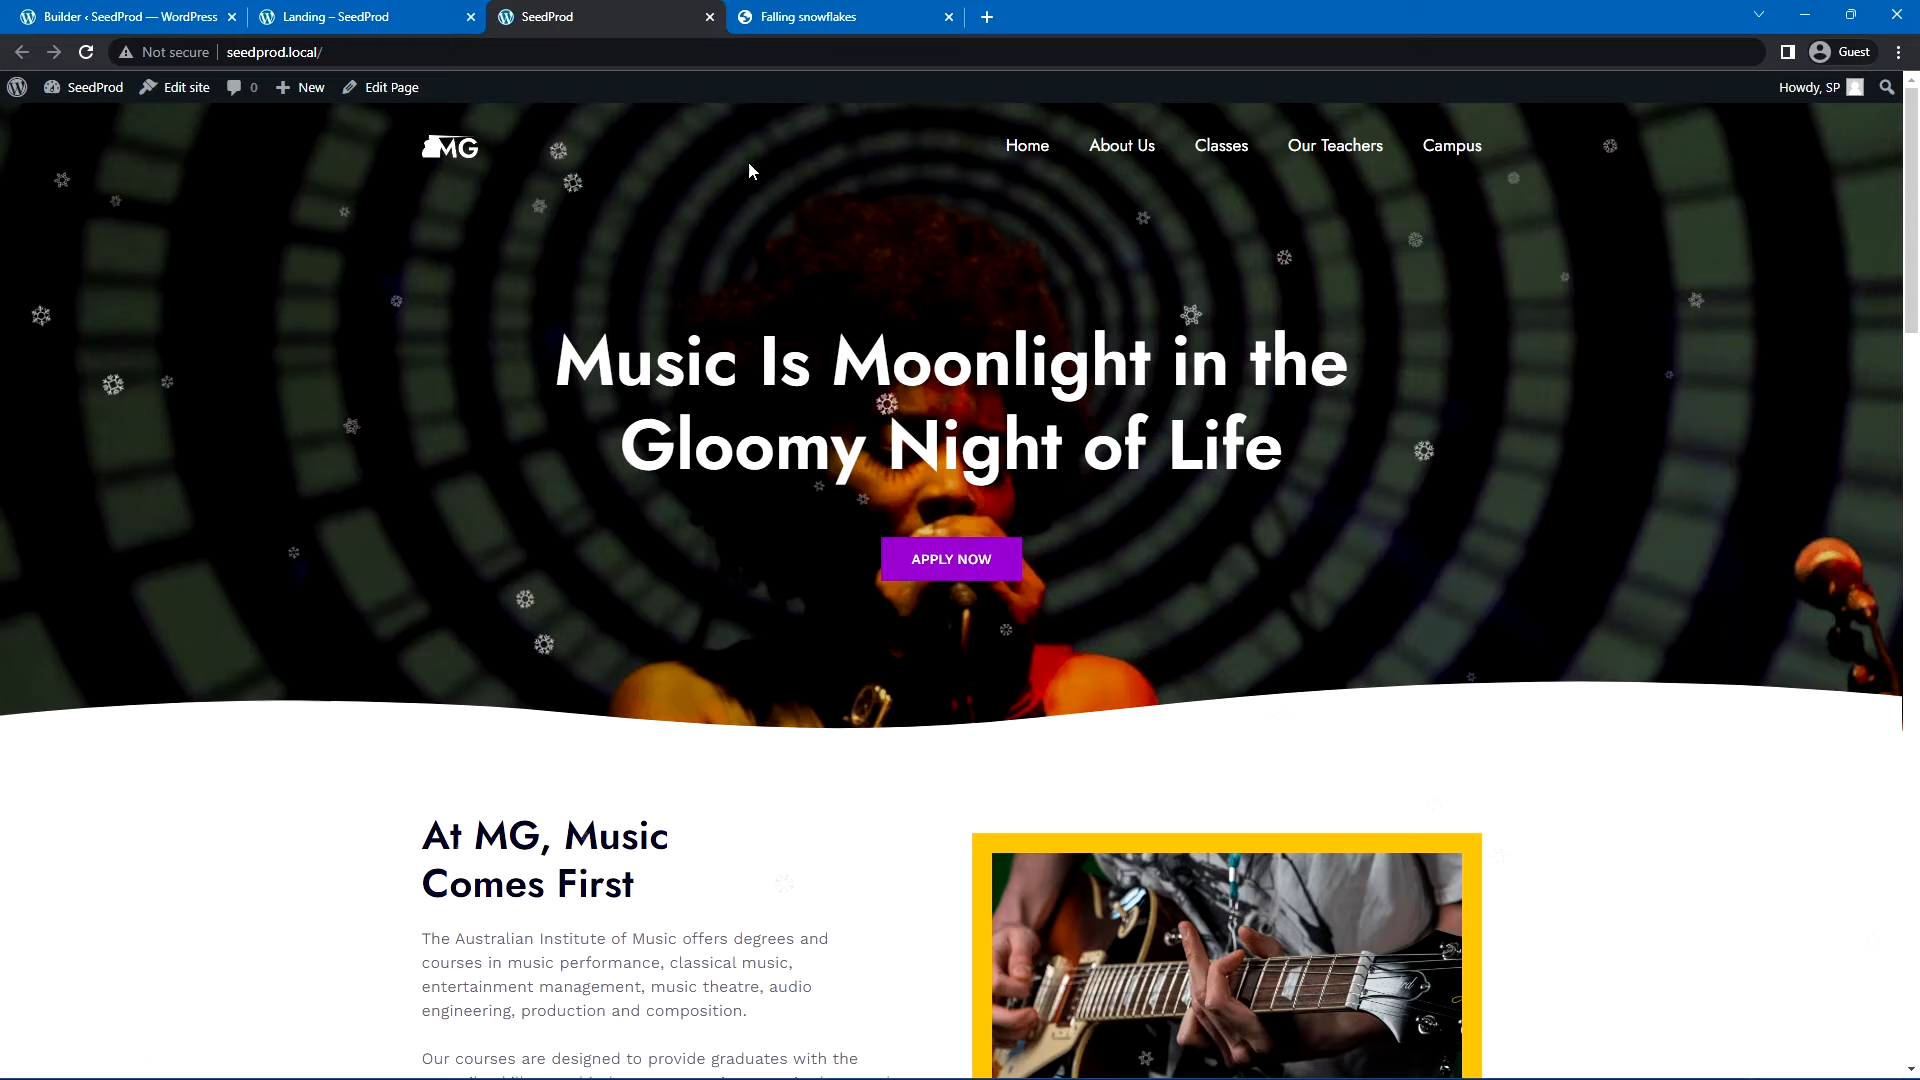 Builder ‹ SeedProd — WordPress
Landing – SeedProd
SeedProd
Falling snowflakes
Not secure
seedprod.local/
Guest
SeedProd
Edit site
0
New
Edit Page
Howdy, SP
MG
Home
About Us
Classes
Our Teachers
Campus
Music Is Moonlight in the
Gloomy Night of Life
APPLY NOW
At MG, Music
Comes First
The Australian Institute of Music offers degrees and
courses in music performance, classical music,
entertainment management, music theatre, audio
engineering, production and composition.
Our courses are designed to provide graduates with the